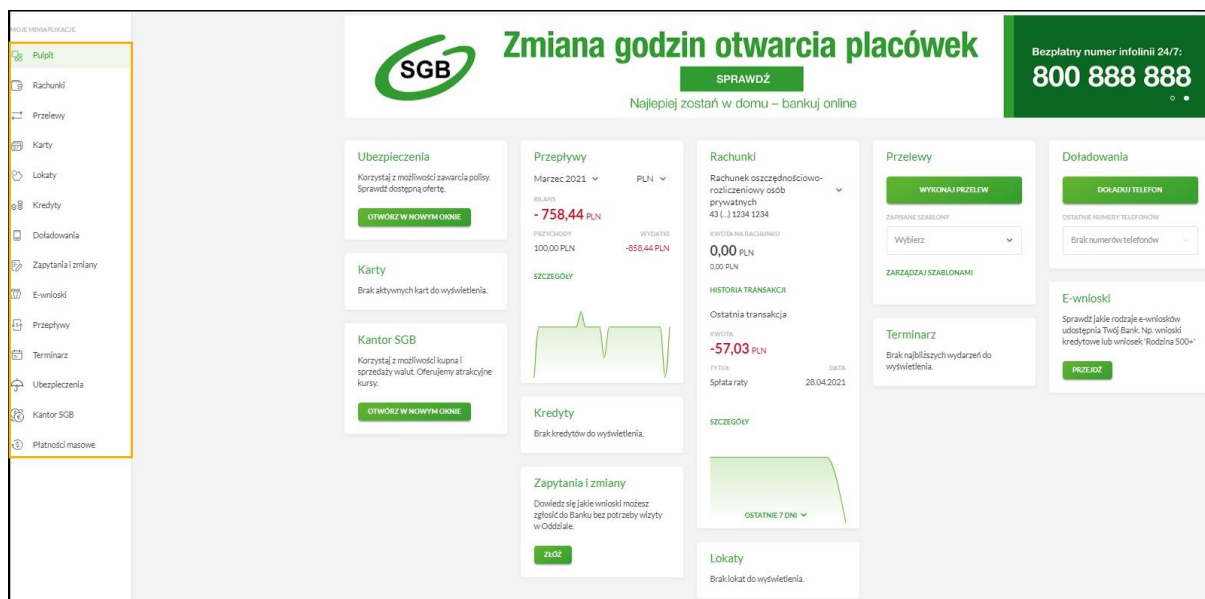 MOJE MINIAPLIKACJE
Pulpit
Rachunki
Przelewy
Karty
Lokaty
Kredyty
Doładowania
Zapytania i zmiany
E-wnioski
Przepływy
Terminarz
Ubezpieczenia
Kantor SGB
Płatności masowe
SGB
Zmiana godzin otwarcia placówek
SPRAWDŹ
Najlepiej zostań w domu – bankuj online
Bezpłatny numer infolinii 24/7:
800 888 888
Ubezpieczenia
Korzystaj z możliwości zawarcia polisy.
Sprawdź dostępną ofertę.
OTWÓRZ W NOWYM OKNIE
Karty
Brak aktywnych kart do wyświetlenia.
Kantor SGB
Korzystaj z możliwości kupna i
sprzedaży walut. Oferujemy atrakcyjne
kursy.
OTWÓRZ W NOWYM OKNIE
Przepływy
Marzec 2021 PLN
BILANS
- 758,44 PLN
PRZYCHODY WYDATKI
100,00 PLN -858,44 PLN
SZCZEGÓŁY
Kredyty
Brak kredytów do wyświetlenia.
Zapytania i zmiany
Dowiedz się jakie wnioski możesz
zgłosić do Banku bez potrzeby wizyty
w Oddziale.
ZŁÓŻ
Rachunki
Rachunek oszczędnościowo-
rozliczeniowy osób
prywatnych
43 (...) 1234 1234
KWOTA NA RACHUNKU
0,00 PLN
0,00 PLN
HISTORIA TRANSAKCJI
Ostatnia transakcja
KWOTA
-57,03 PLN
TYTUŁ DATA
Spłata raty 28.04.2021
SZCZEGÓŁY
OSTATNIE 7 DNI
Lokaty
Brak lokat do wyświetlenia.
Przelewy
WYKONAJ PRZELEW
ZAPISANE SZABLONY
Wybierz
ZARZĄDZAJ SZABLONAMI
Terminarz
Brak najbliższych wydarzeń do
wyświetlenia.
Doładowania
DOŁADUJ TELEFON
OSTATNIE NUMERY TELEFONÓW
Brak numerów telefonów
E-wnioski
Sprawdź jakie rodzaje e-wniosków
udostępnia Twój Bank. Np. wnioski
kredytowe lub wniosek 'Rodzina 500+'
PRZEJDŹ